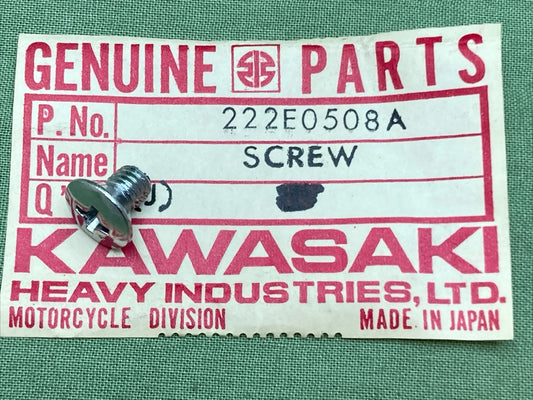 GENUINE PARTS
P. No. 222E0508A
Name SCREW
KAWASAKI
HEAVY INDUSTRIES, LTD.
MOTORCYCLE DIVISION MADE IN JAPAN